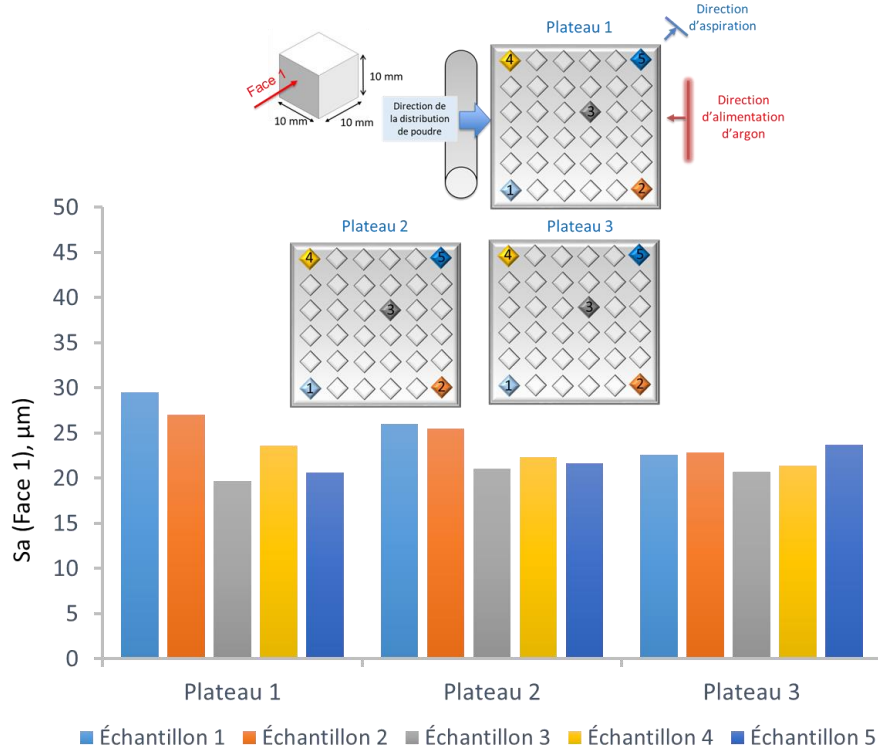 Direction
d'aspiration
Plateau 1
4
5
3
1
2
Face 1
10 mm
10 mm
10 mm
Direction de
la distribution
de poudre
Direction
d'alimentation
d'argon
Plateau 2
4
5
3
1
2
Plateau 3
4
5
3
1
2
Sa (Face 1), µm
50
45
40
35
30
25
20
15
10
5
0
Plateau 1
Plateau 2
Plateau 3
Échantillon 1
Échantillon 2
Échantillon 3
Échantillon 4
Échantillon 5